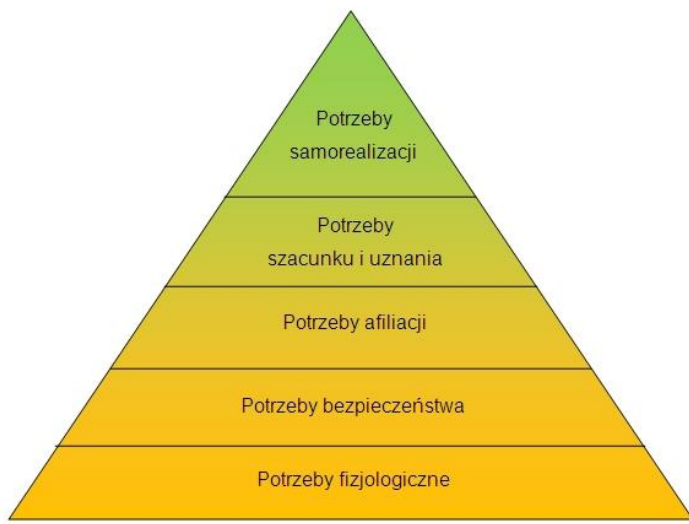 Potrzeby
samorealizacji
Potrzeby
szacunku i uznania
Potrzeby afiliacji
Potrzeby bezpieczeństwa
Potrzeby fizjologiczne